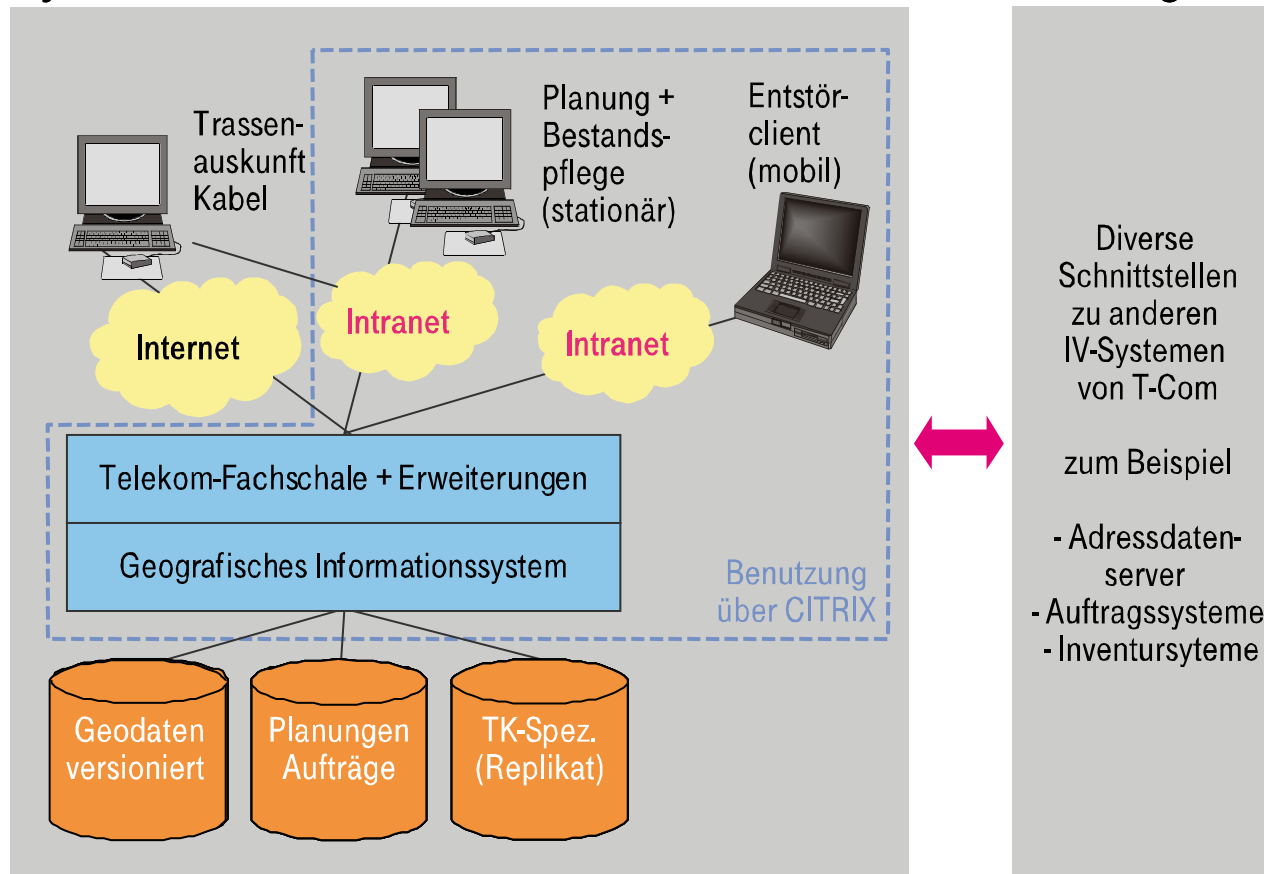 Trassen-
auskunft
Kabel
Planung +
Bestands-
pflege
(stationär)
Entstör-
client
(mobil)
Internet
Intranet
Intranet
Telekom-Fachschale + Erweiterungen
Geografisches Informationssystem
Benutzung
über CITRIX
Geodaten
versioniert
Planungen
Aufträge
TK-Spez.
(Replikat)
Diverse
Schnittstellen
zu anderen
IV-Systemen
von T-Com
zum Beispiel
- Adressdaten-
server
- Auftragssysteme
- Inventursyteme